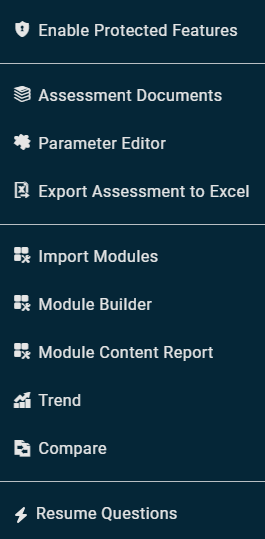 Enable Protected Features
Assessment Documents
Parameter Editor
Export Assessment to Excel
Import Modules
Module Builder
Module Content Report
Trend
Compare
Resume Questions